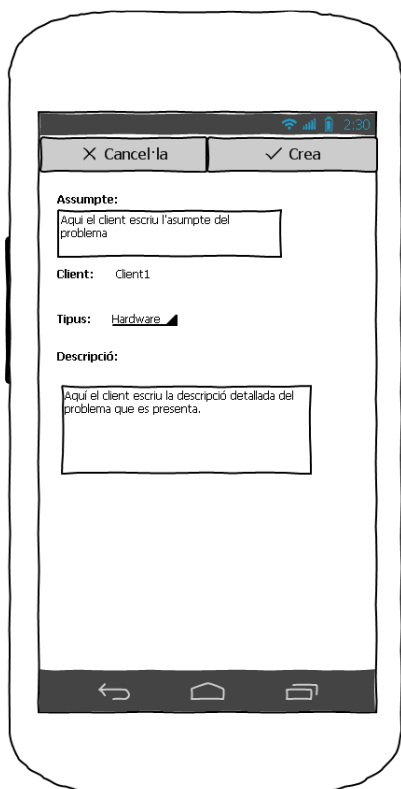 2:30
Cancel·la
Crea
Assumpte:
Aqui el client escriu l'asumpte del
problema
Client: Client1
Tipus: Hardware
Descripció:
Aquí el client escriu la descripció detallada del
problema que es presenta.